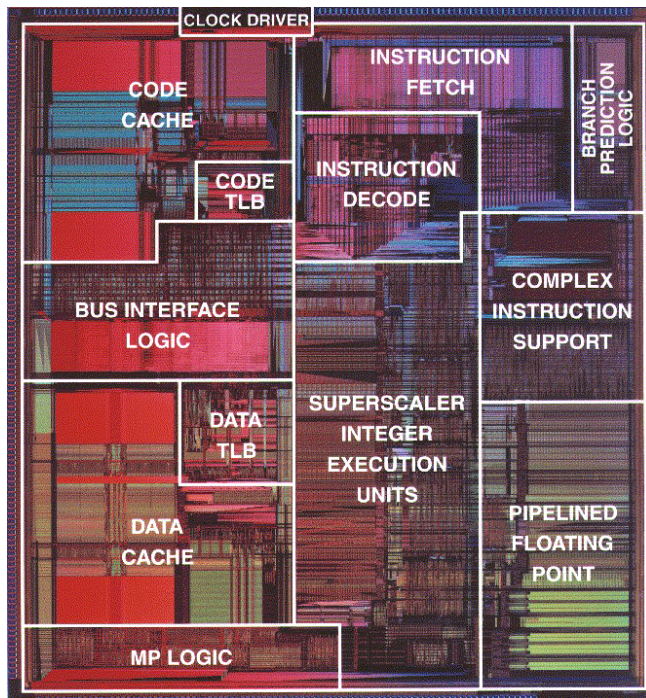 CLOCK DRIVER
CODE
CACHE
INSTRUCTION
FETCH
BRANCH
PREDICTION
LOGIC
CODE
TLB
INSTRUCTION
DECODE
BUS INTERFACE
LOGIC
COMPLEX
INSTRUCTION
SUPPORT
DATA
TLB
SUPERSCALER
INTEGER
EXECUTION
UNITS
DATA
CACHE
PIPELINED
FLOATING
POINT
MP LOGIC